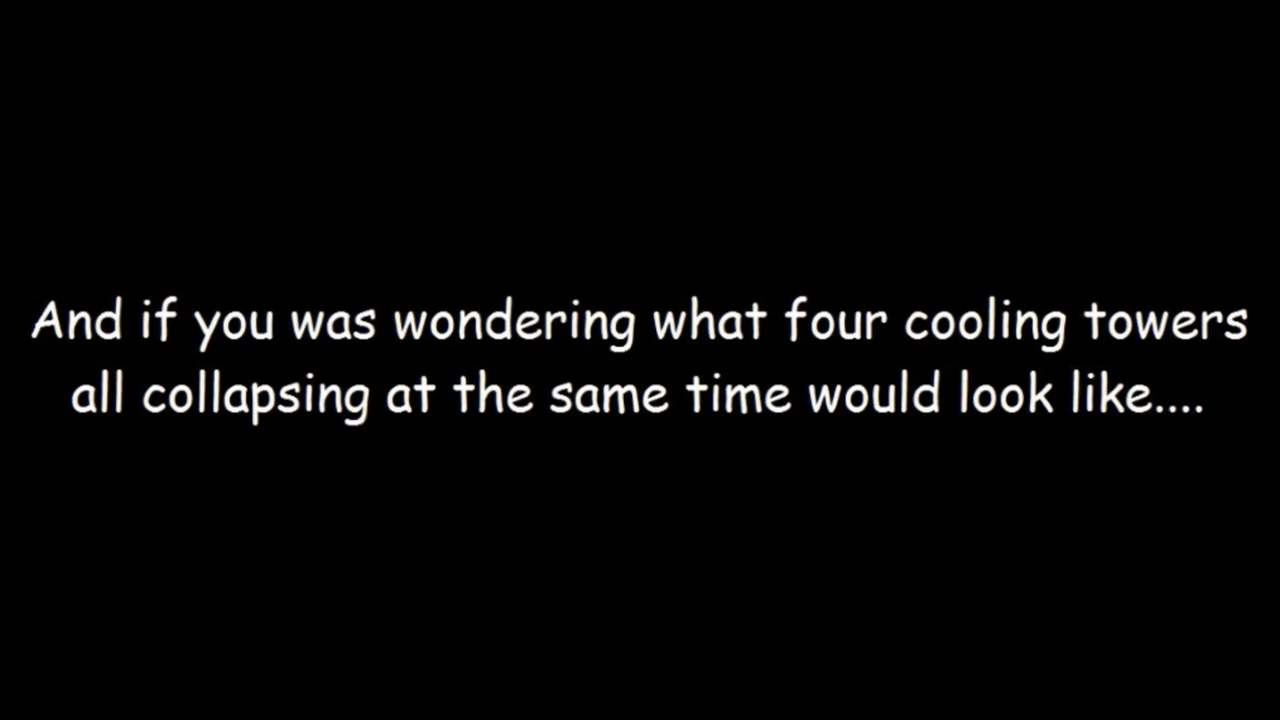 And if you was wondering what four cooling towers
all collapsing at the same time would look like....